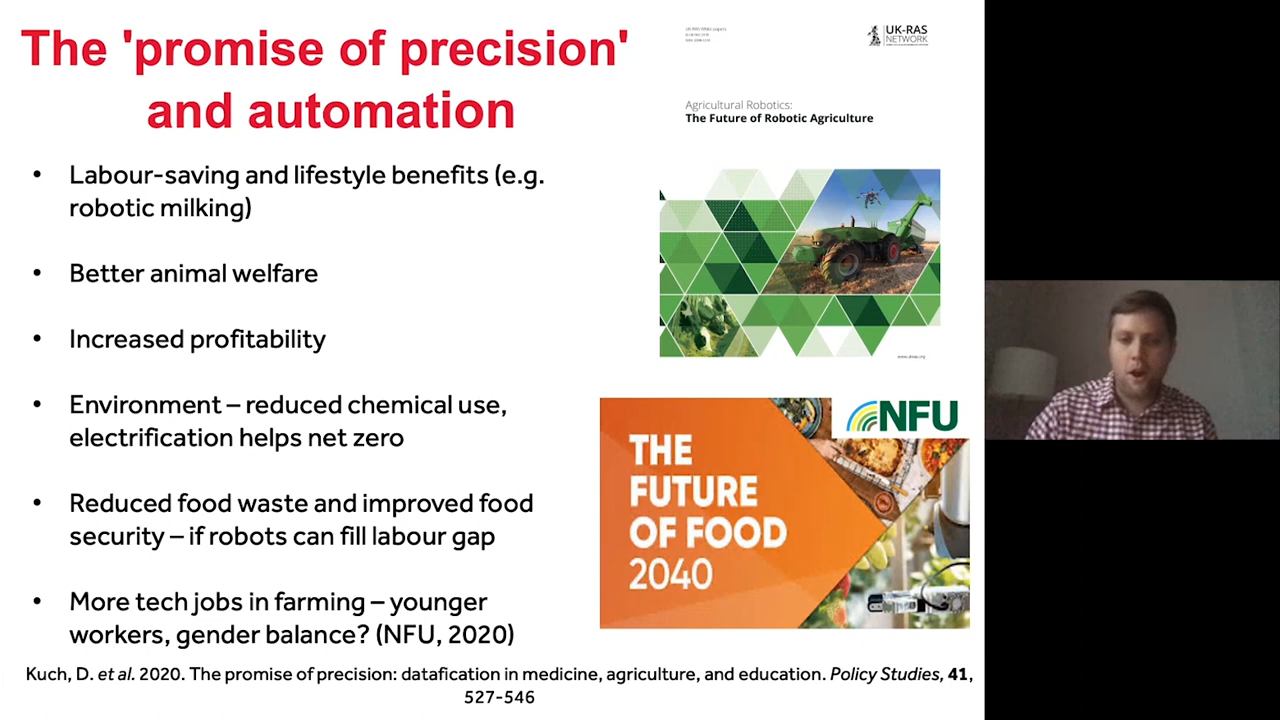 The 'promise of precision'
and automation
• Labour-saving and lifestyle benefits (e.g.
robotic milking)
• Better animal welfare
• Increased profitability
• Environment – reduced chemical use,
electrification helps net zero
• Reduced food waste and improved food
security – if robots can fill labour gap
• More tech jobs in farming – younger
workers, gender balance? (NFU, 2020)
Kuch, D. et al. 2020. The promise of precision: datafication in medicine, agriculture, and education. Policy Studies, 41,
527-546
UK-RAS White papers
UK-RAS
NETWORK
Agricultural Robotics:
The Future of Robotic Agriculture
NFU
THE
FUTURE
OF FOOD
2040